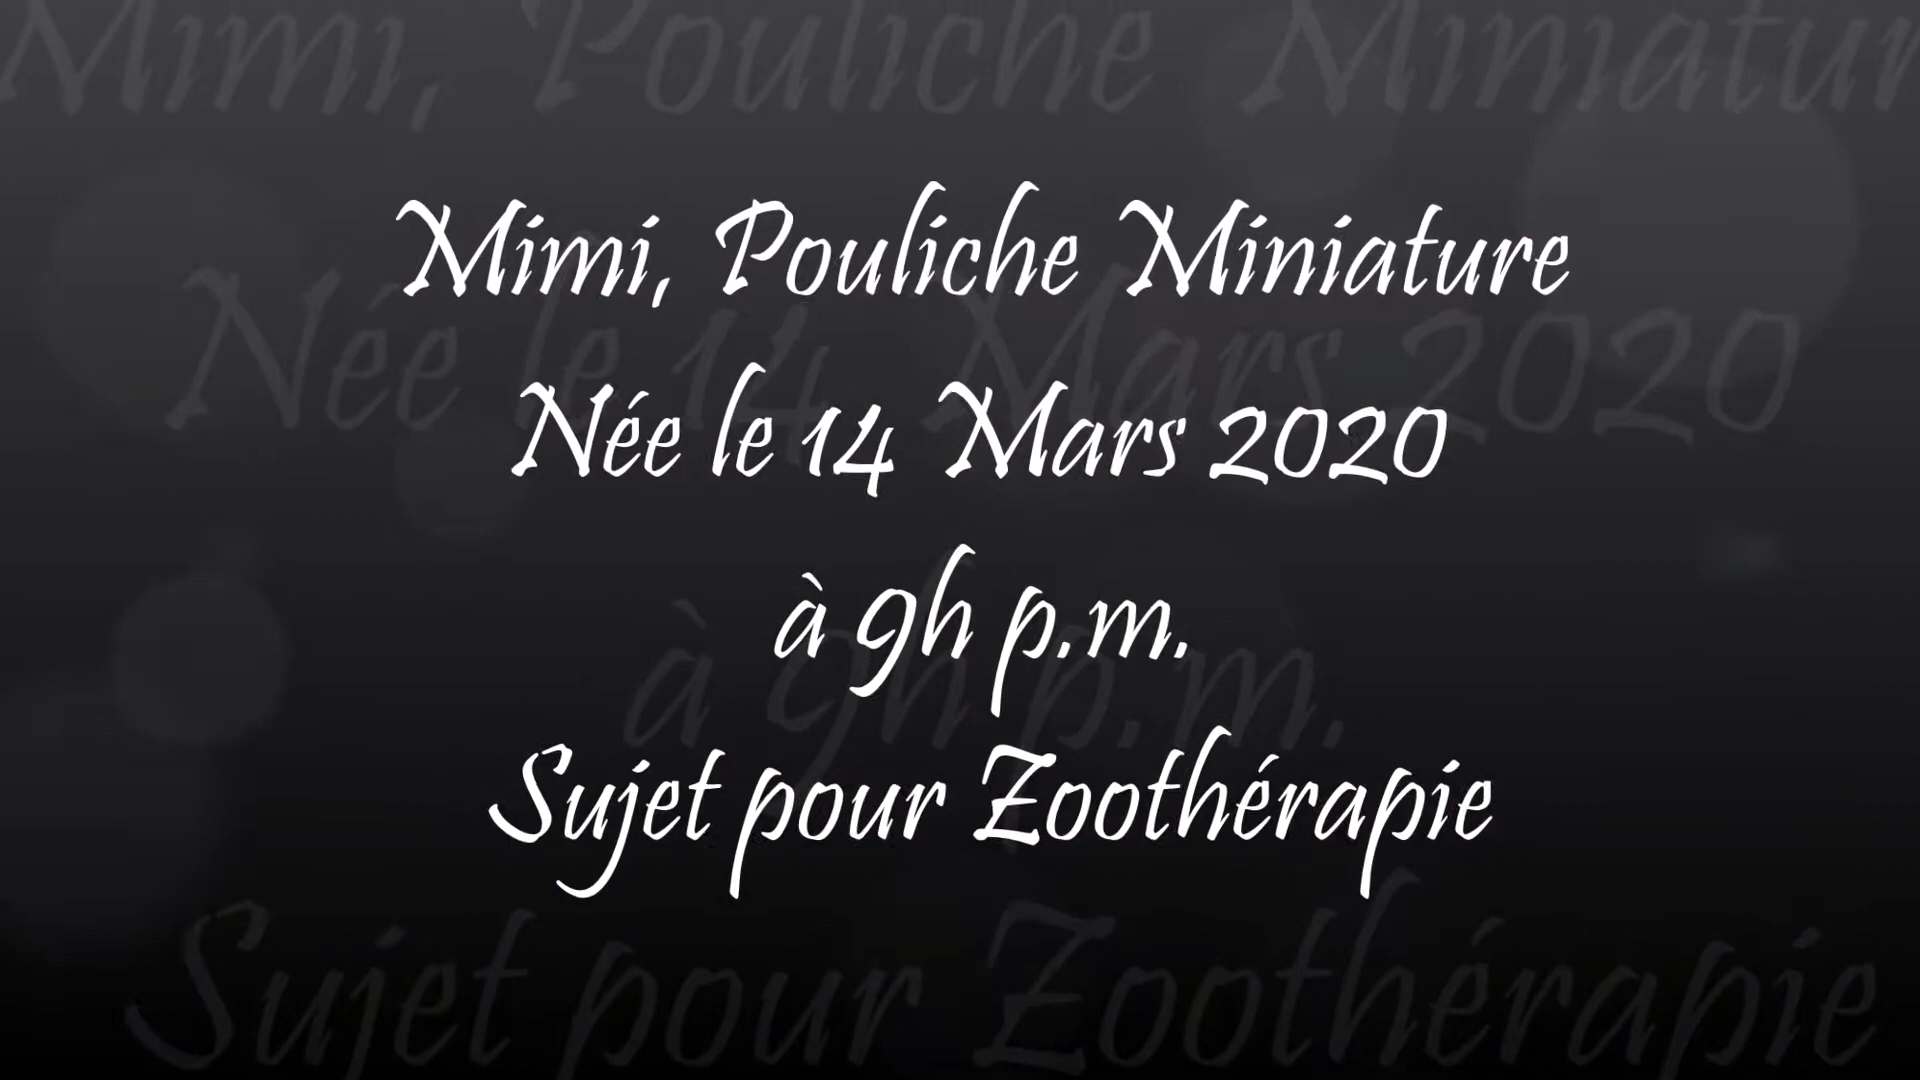 Mimi, Pouliche Miniature
Née le 14 Mars 2020
à 9h p.m.
Sujet pour Zoothérapie